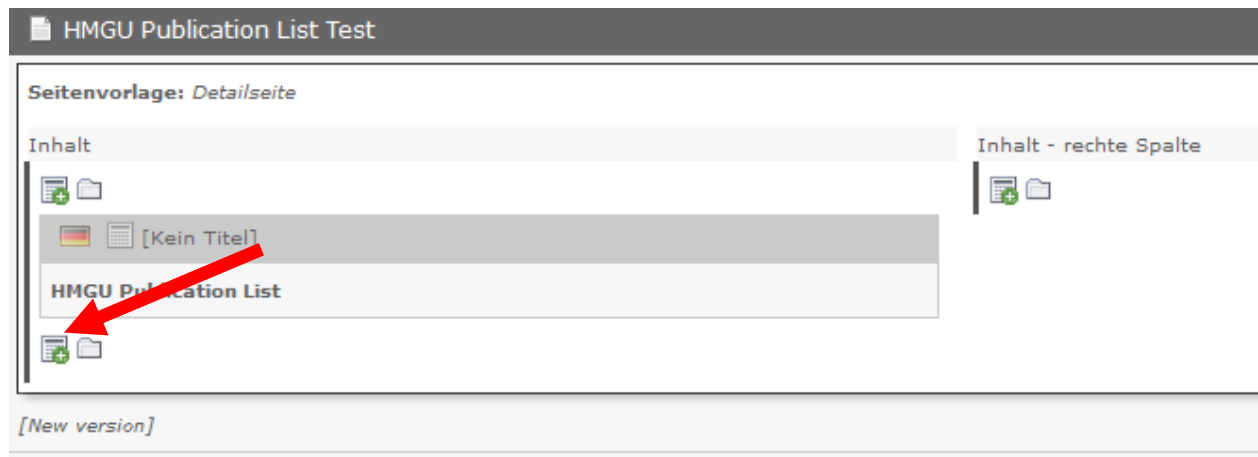 HMGU Publication List Test
Seitenvorlage: Detailseite
Inhalt
Inhalt - rechte Spalte
[Kein Titel]
HMGU Publication List
[New version]